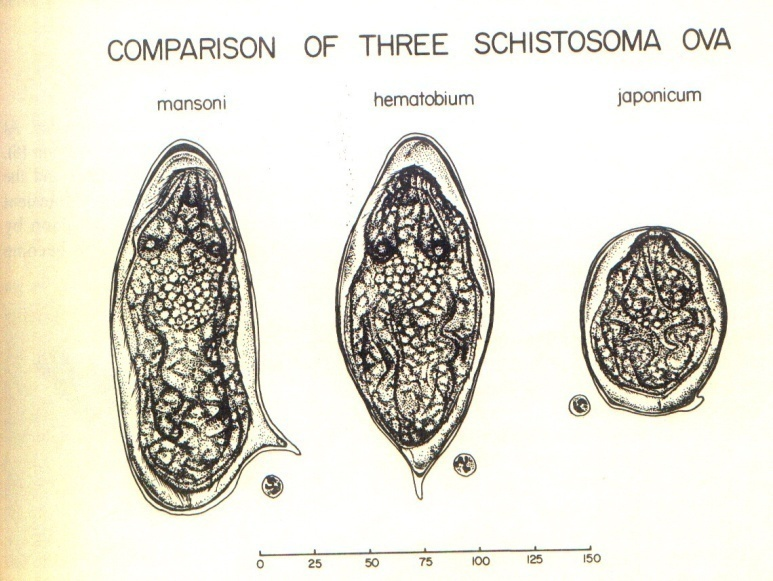 COMPARISON OF THREE SCHISTOSOMA OVA
mansoni hematobium japonicum
0 25 50 75 100 125 150